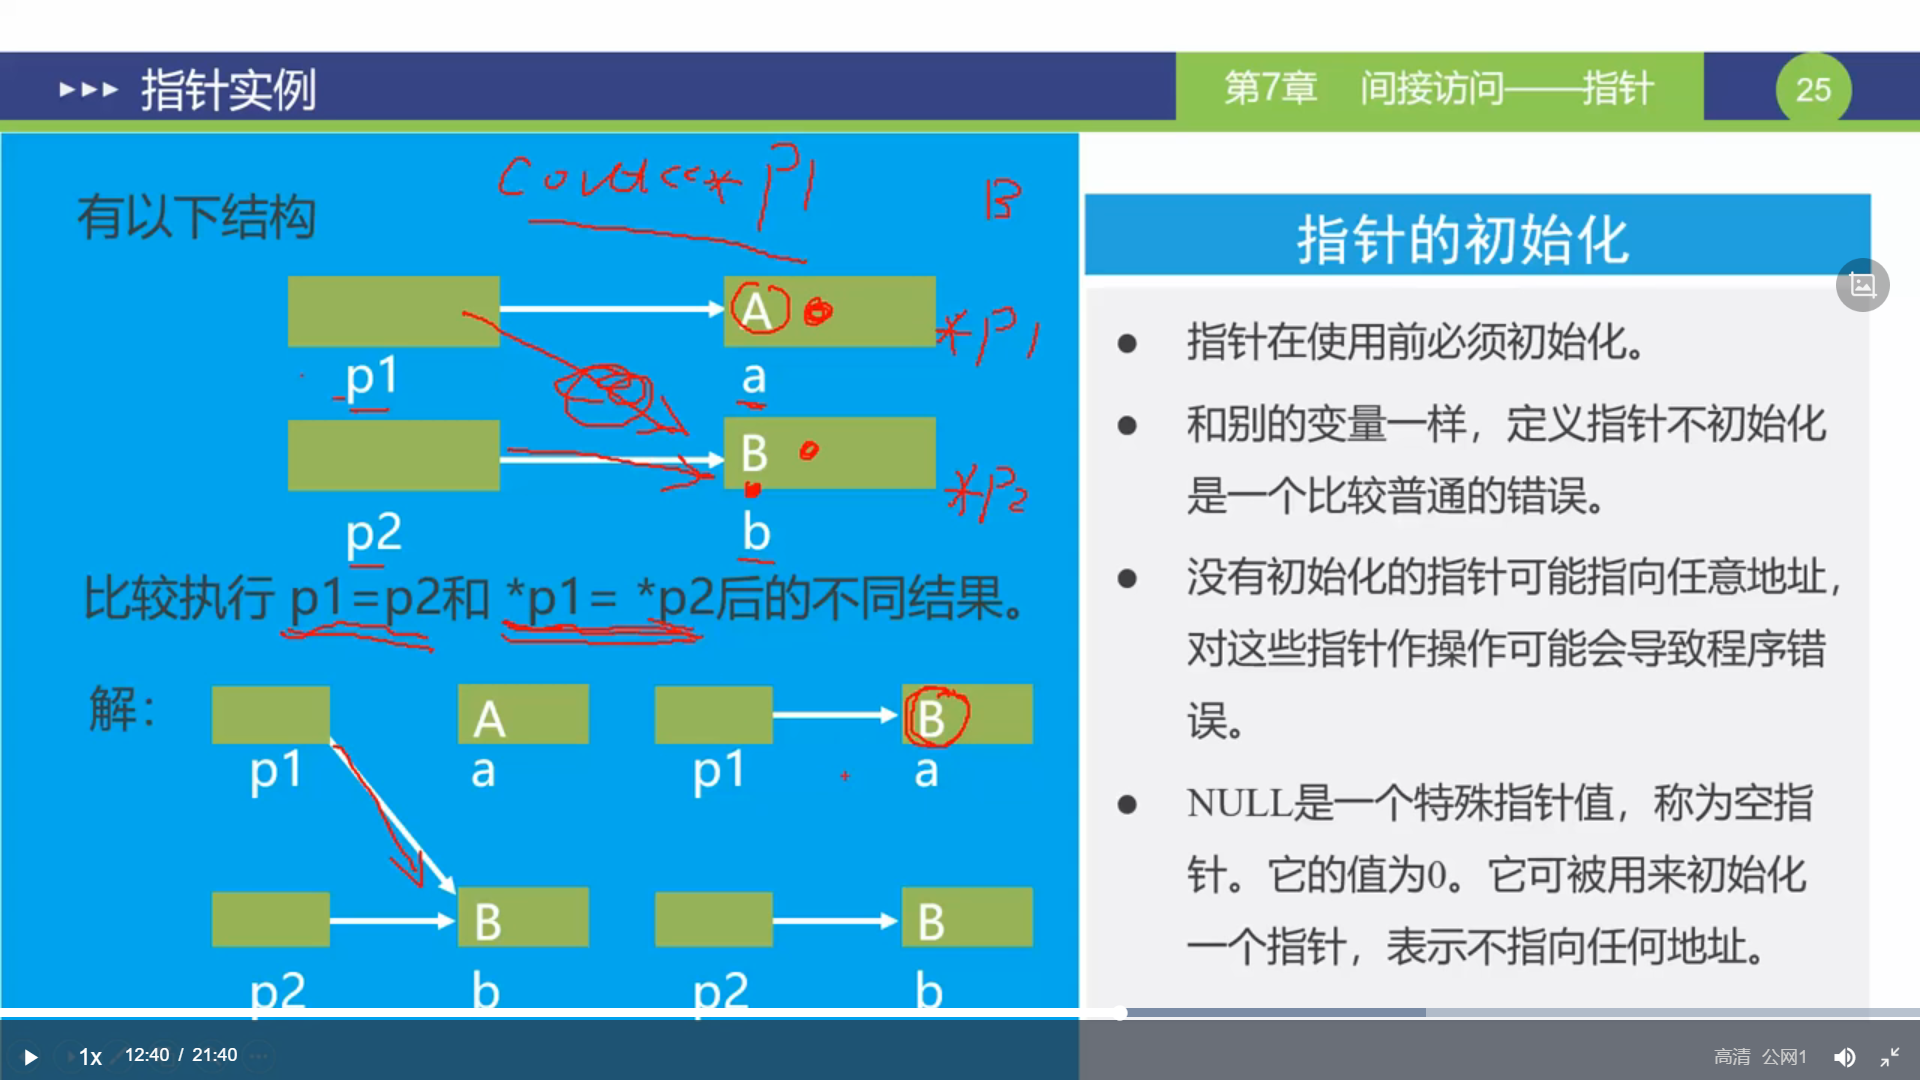 指针实例
第7章 间接访问——指针
25
cout<<*p1
B
有以下结构
A
*p1
p1
a
B
*p2
p2
b
比较执行 p1=p2和 *p1= *p2后的不同结果。
解：
A
B
p1
a
p1
a
B
B
p2
b
p2
b
指针的初始化
● 指针在使用前必须初始化。
● 和别的变量一样，定义指针不初始化
是一个比较普通的错误。
● 没有初始化的指针可能指向任意地址，
对这些指针作操作可能会导致程序错
误。
● NULL是一个特殊指针值，称为空指
针。它的值为0。它可被用来初始化
一个指针，表示不指向任何地址。
1x 12:40 / 21:40
高清 公网1